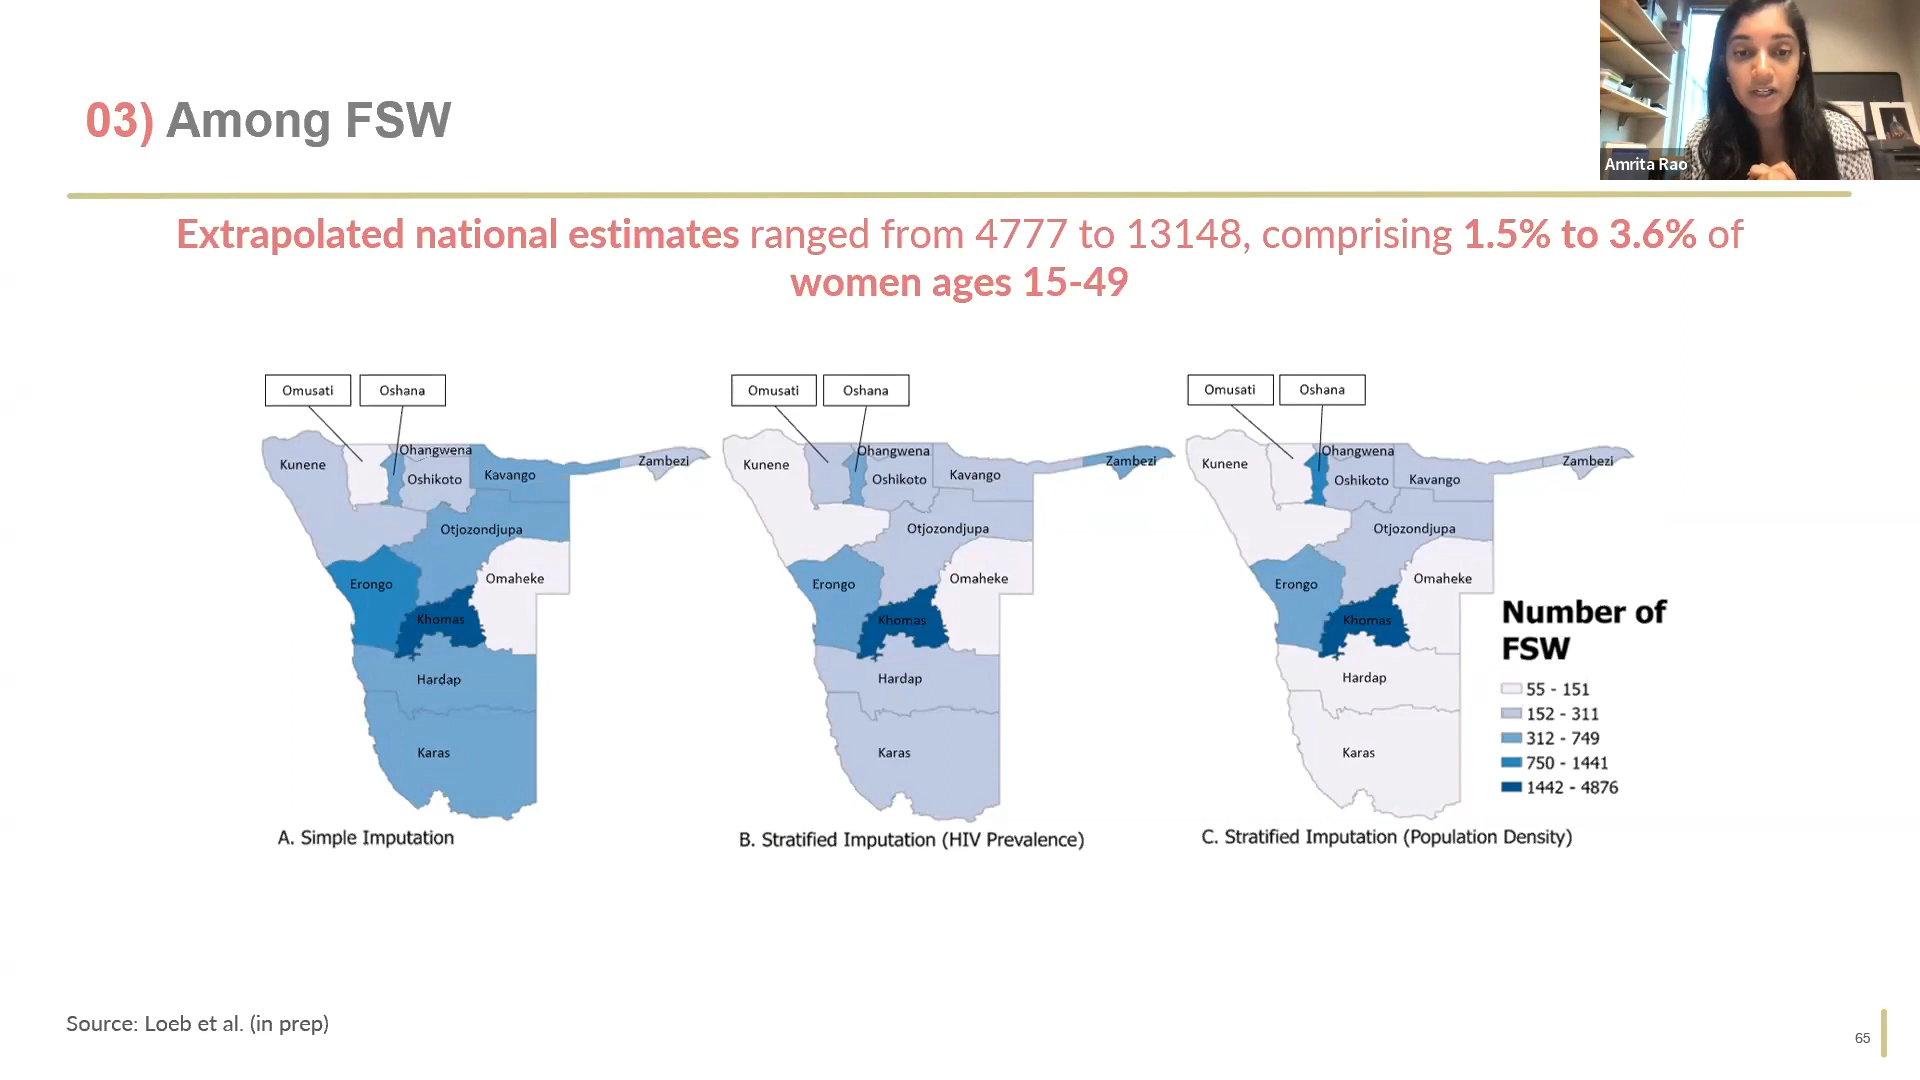 Amrita Rao
03) Among FSW
Extrapolated national estimates ranged from 4777 to 13148, comprising 1.5% to 3.6% of
women ages 15-49
Omusati
Oshana
Kunene
Ohangwena
Oshikoto
Kavango
Zambezi
Otjozondjupa
Erongo
Omaheke
Khomas
Hardap
Karas
A. Simple Imputation
Omusati
Oshana
Kunene
Ohangwena
Oshikoto
Kavango
Zambezi
Otjozondjupa
Erongo
Omaheke
Khomas
Hardap
Karas
B. Stratified Imputation (HIV Prevalence)
Omusati
Oshana
Kunene
Ohangwena
Oshikoto
Kavango
Zambezi
Otjozondjupa
Erongo
Omaheke
Khomas
Hardap
Karas
C. Stratified Imputation (Population Density)
Number of
FSW
55 - 151
152 - 311
312 - 749
750 - 1441
1442 - 4876
Source: Loeb et al. (in prep)
65